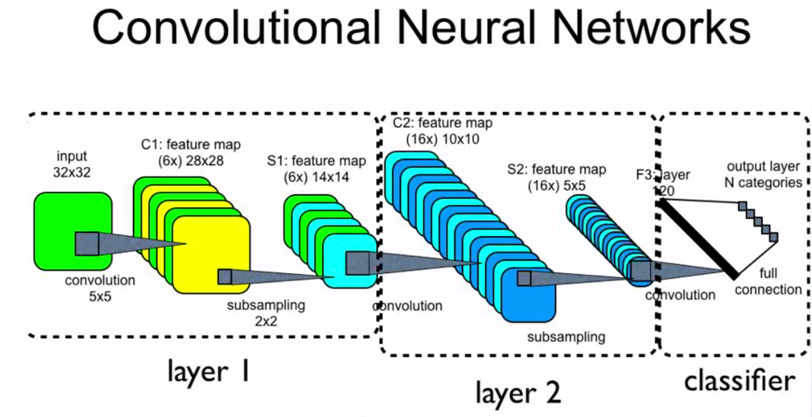 Convolutional Neural Networks
input
32x32
C1: feature map
(6x) 28x28
S1: feature map
(6x) 14x14
convolution
5x5
subsampling
2x2
layer 1
C2: feature map
(16x) 10x10
S2: feature map
(16x) 5x5
convolution
subsampling
layer 2
F3: layer
120
output layer
N categories
convolution
full
connection
classifier